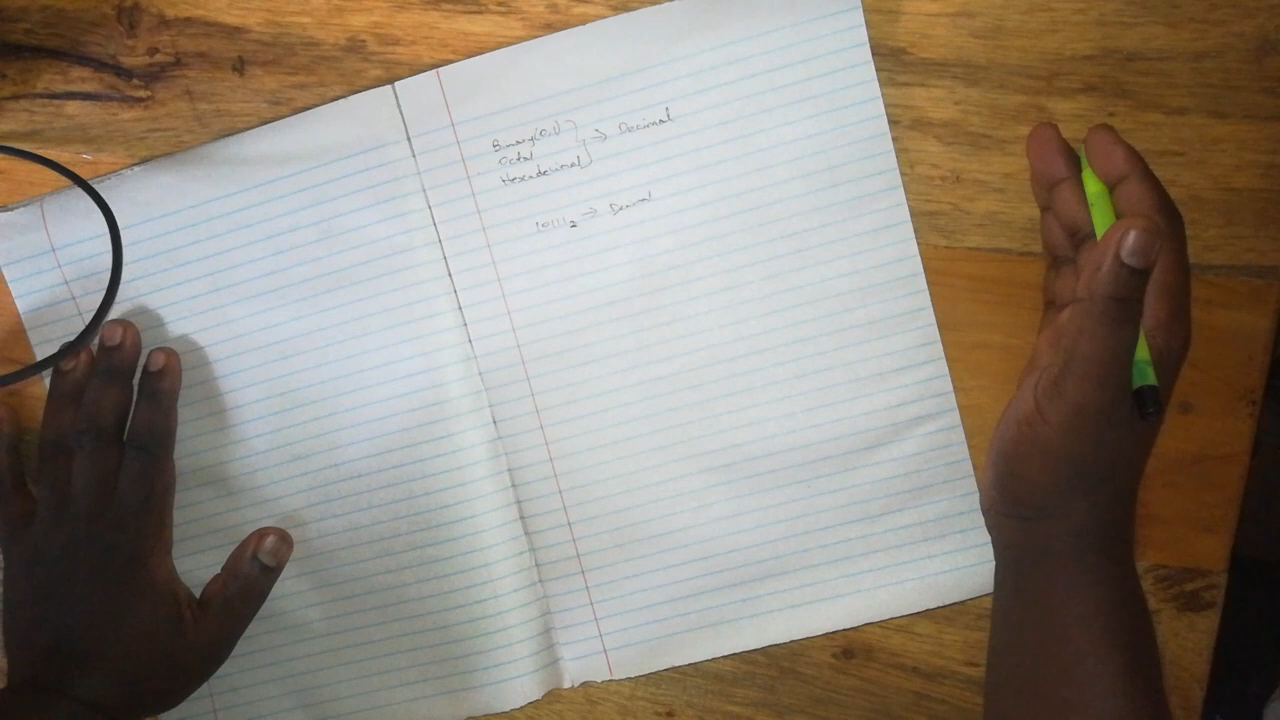 Binary(0,1)
Octal } → Decimal
Hexadecimal
10111₂ → Decimal